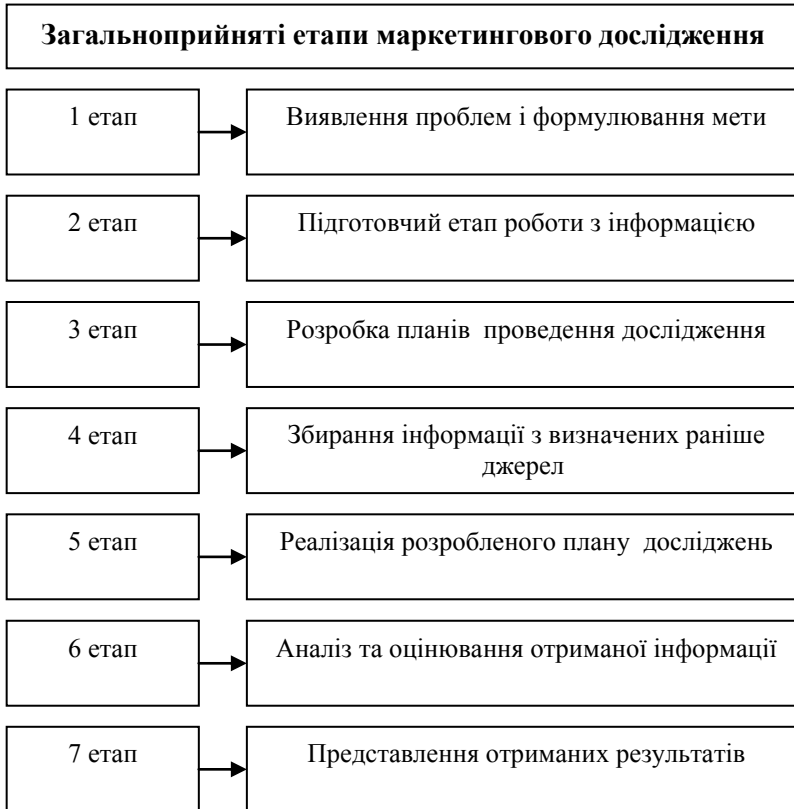 Загальноприйняті етапи маркетингового дослідження
1 етап
Виявлення проблем і формулювання мети
2 етап
Підготовчий етап роботи з інформацією
3 етап
Розробка планів проведення дослідження
4 етап
Збирання інформації з визначених раніше
джерел
5 етап
Реалізація розробленого плану досліджень
6 етап
Аналіз та оцінювання отриманої інформації
7 етап
Представлення отриманих результатів